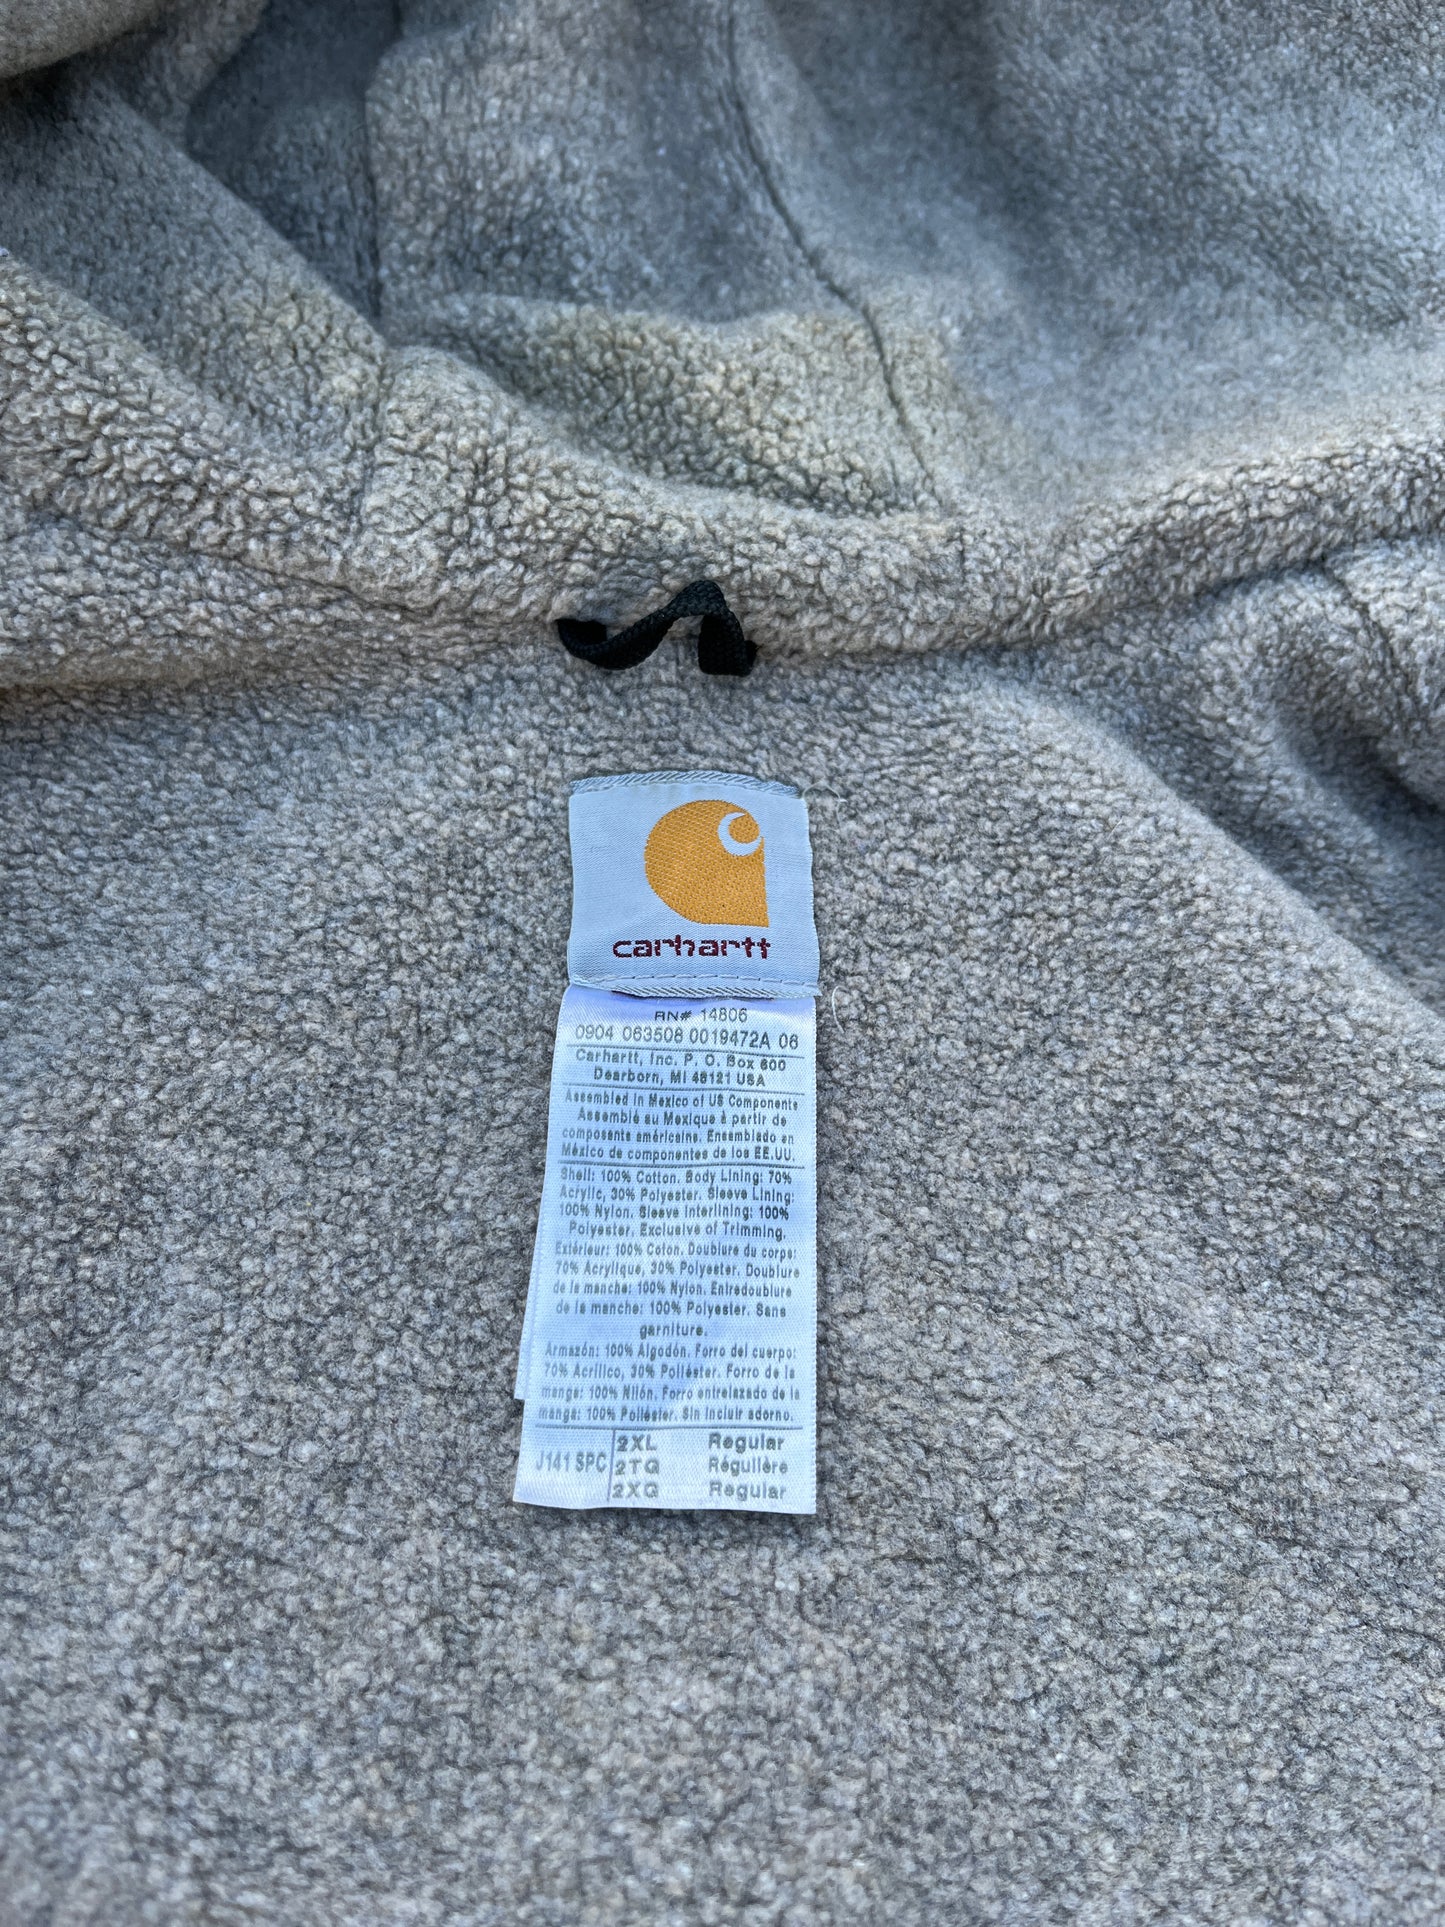 carhartt
RN# 14806
0904 063508 0019472A 06
Carhartt, Inc. P. O. Box 600
Dearborn, MI 48121 USA
Assembled in Mexico of US Components
Assemblé au Mexique à partir de
composants américains. Ensamblado en
México de componentes de los EE.UU.
Shell: 100% Cotton. Body Lining: 70%
Acrylic, 30% Polyester. Sleeve Lining:
100% Nylon. Sleeve Interlining: 100%
Polyester. Exclusive of Trimming.
Extérieur: 100% Coton. Doublure du corps:
70% Acrylique, 30% Polyester. Doublure
de la manche: 100% Nylon. Entredoublure
de la manche: 100% Polyester. Sans
garniture.
Armazón: 100% Algodón. Forro del cuerpo:
70% Acrílico, 30% Poliéster. Forro de la
manga: 100% Nilón. Forro entrelazado de la
manga: 100% Poliéster. Sin incluir adorno.
2XL Regular
J141 SPC 2TG Régulière
2XG Regular